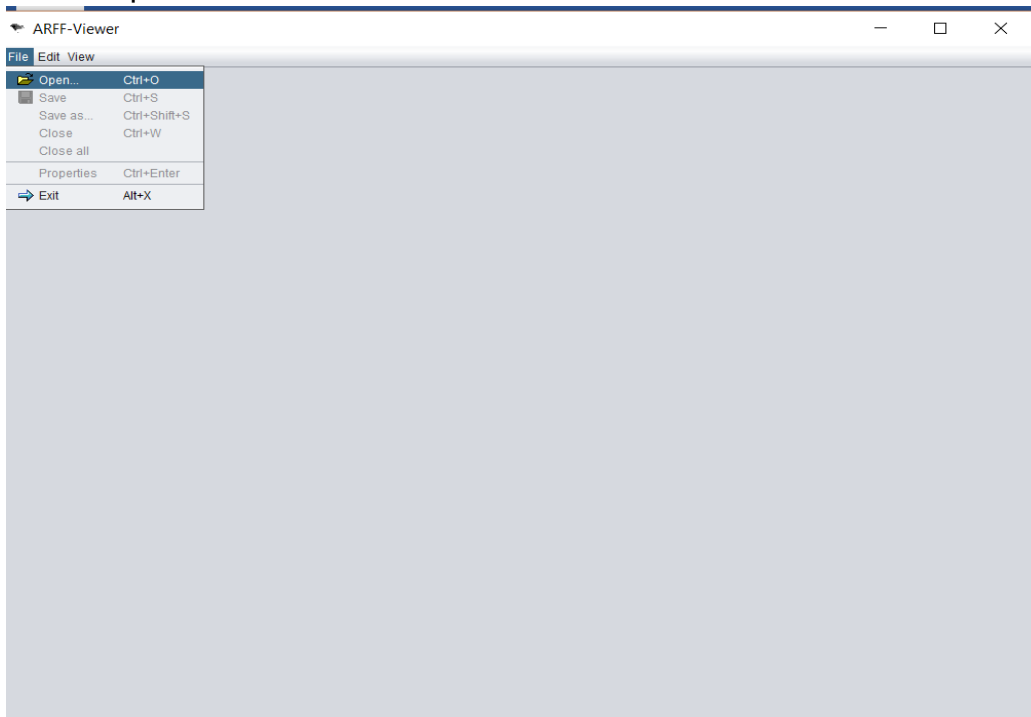 ARFF-Viewer
File Edit View
Open... Ctrl+O
Save Ctrl+S
Save as... Ctrl+Shift+S
Close Ctrl+W
Close all
Properties Ctrl+Enter
Exit Alt+X